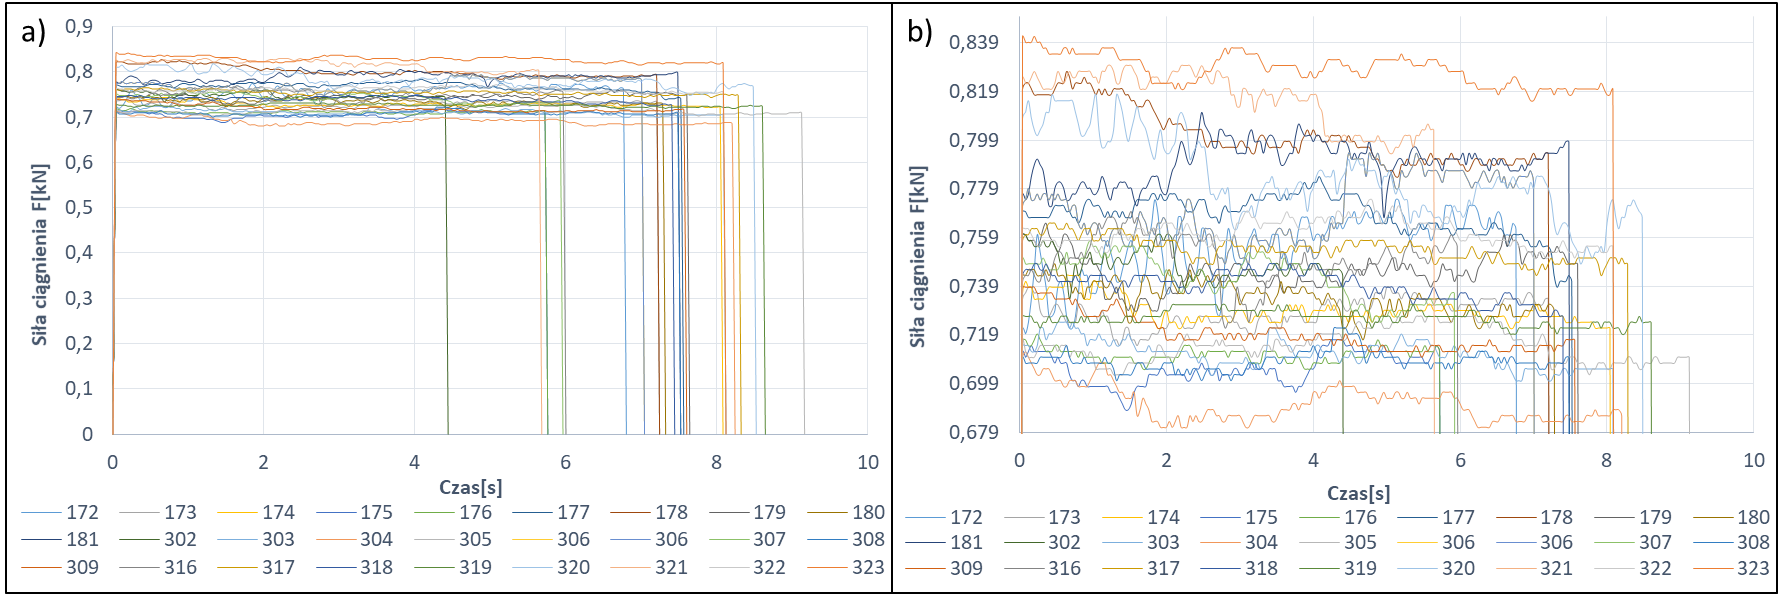 a)
Siła ciągnienia F[kN]
0,9
0,8
0,7
0,6
0,5
0,4
0,3
0,2
0,1
0
0 2 4 6 8 10
Czas[s]
172 173 174 175 176 177 178 179 180
181 302 303 304 305 306 306 307 308
309 316 317 318 319 320 321 322 323
b)
Siła ciągnienia F[kN]
0,839
0,819
0,799
0,779
0,759
0,739
0,719
0,699
0,679
0 2 4 6 8 10
Czas[s]
172 173 174 175 176 177 178 179 180
181 302 303 304 305 306 306 307 308
309 316 317 318 319 320 321 322 323